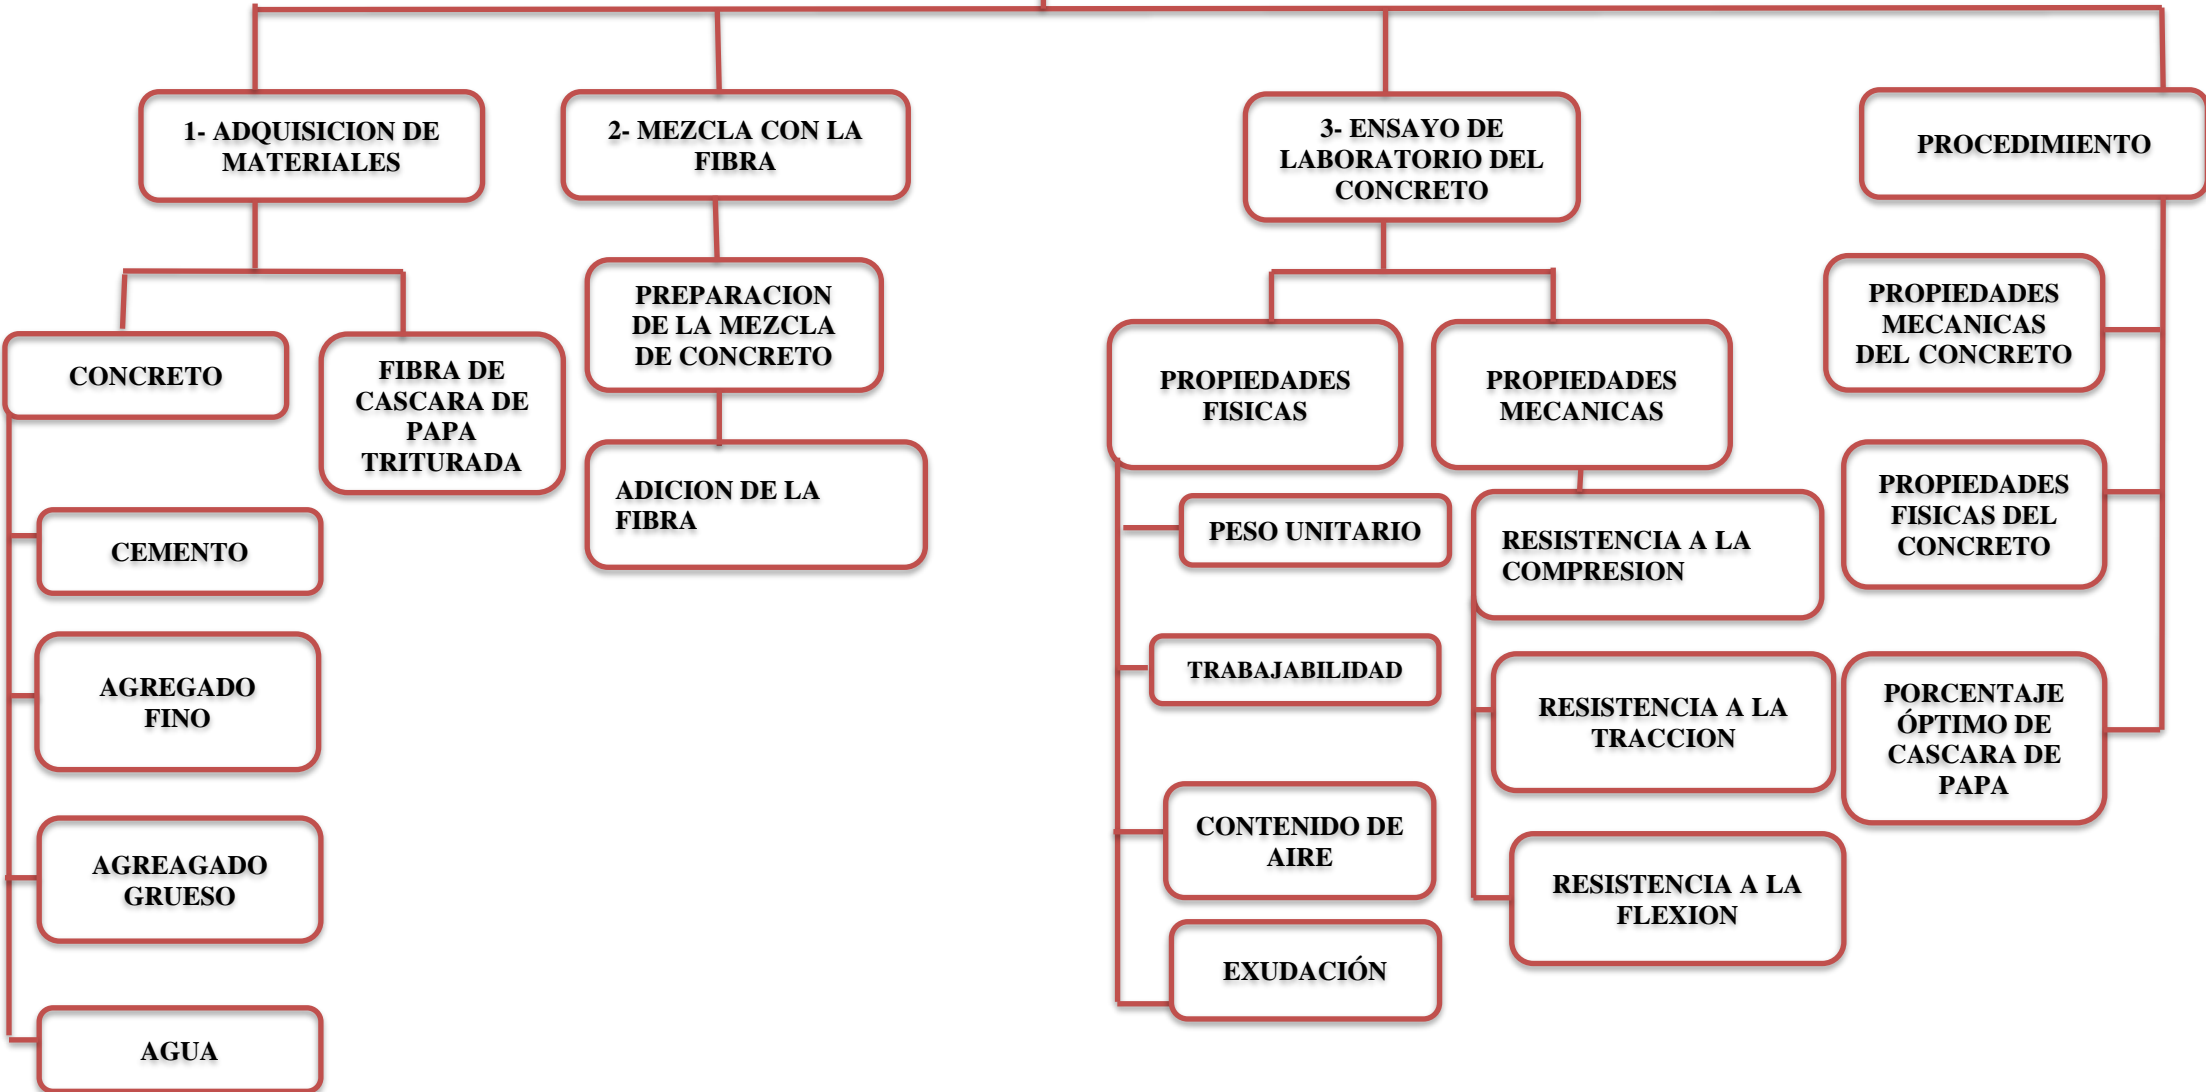 1- ADQUISICION DE
MATERIALES
2- MEZCLA CON LA
FIBRA
3- ENSAYO DE
LABORATORIO DEL
CONCRETO
PROCEDIMIENTO
CONCRETO
FIBRA DE
CASCARA DE
PAPA
TRITURADA
CEMENTO
AGREGADO
FINO
AGREAGADO
GRUESO
AGUA
PREPARACION
DE LA MEZCLA
DE CONCRETO
ADICION DE LA
FIBRA
PROPIEDADES
FISICAS
PESO UNITARIO
TRABAJABILIDAD
CONTENIDO DE
AIRE
EXUDACIÓN
PROPIEDADES
MECANICAS
RESISTENCIA A LA
COMPRESION
RESISTENCIA A LA
TRACCION
RESISTENCIA A LA
FLEXION
PROPIEDADES
MECANICAS
DEL CONCRETO
PROPIEDADES
FISICAS DEL
CONCRETO
PORCENTAJE
ÓPTIMO DE
CASCARA DE
PAPA